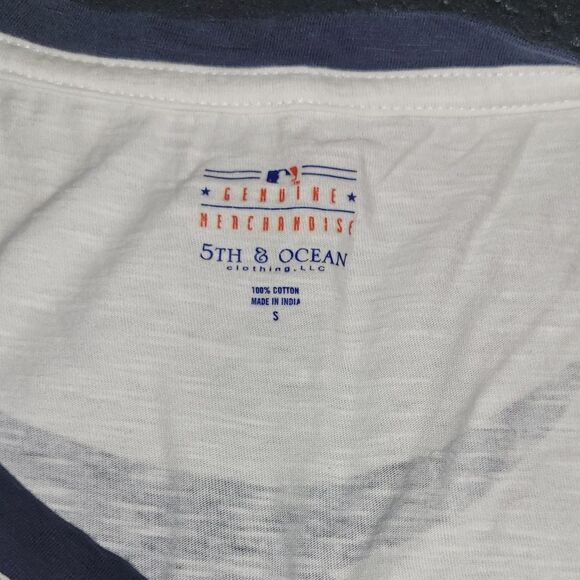 GENUINE
MERCHANDISE
5TH & OCEAN
clothing, LLC
100% COTTON
MADE IN INDIA
S